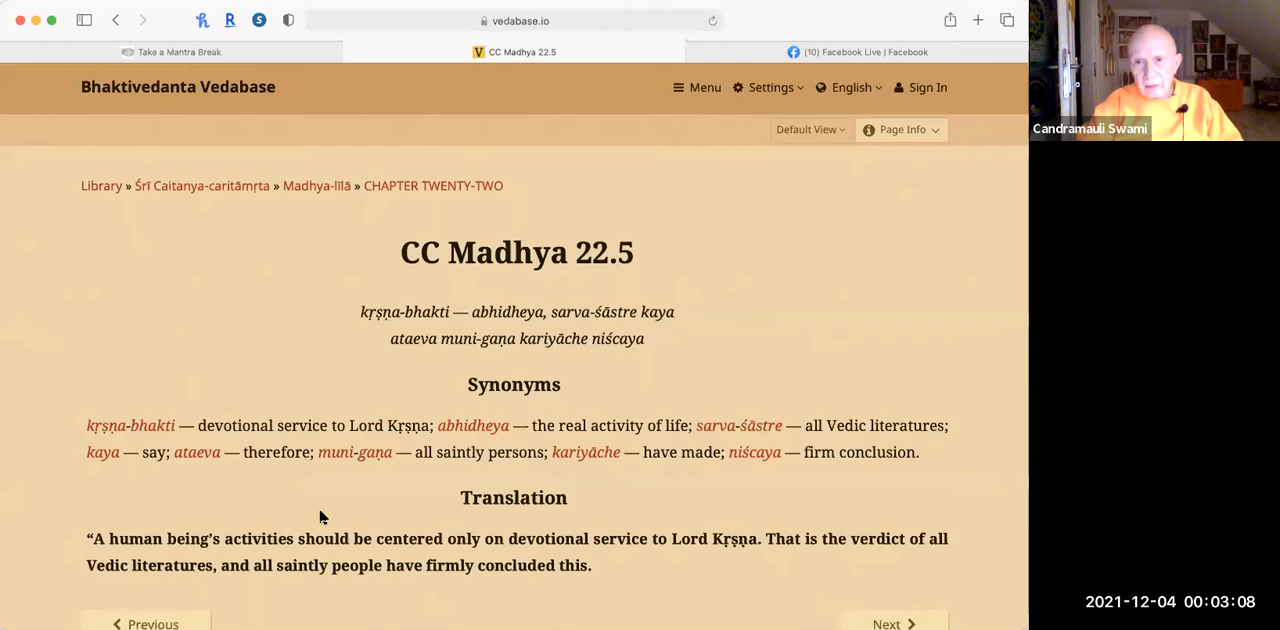 vedabase.io
Take a Mantra Break
V CC Madhya 22.5
(10) Facebook Live | Facebook
Bhaktivedanta Vedabase
Menu Settings English Sign In
Default View Page Info
Library » Śrī Caitanya-caritāmṛta » Madhya-līlā » CHAPTER TWENTY-TWO
CC Madhya 22.5
kṛṣṇa-bhakti — abhidheya, sarva-śāstre kaya
ataeva muni-gaṇa kariyāche niścaya
Synonyms
kṛṣṇa-bhakti — devotional service to Lord Kṛṣṇa; abhidheya — the real activity of life; sarva-śāstre — all Vedic literatures;
kaya — say; ataeva — therefore; muni-gaṇa — all saintly persons; kariyāche — have made; niścaya — firm conclusion.
Translation
“A human being’s activities should be centered only on devotional service to Lord Kṛṣṇa. That is the verdict of all
Vedic literatures, and all saintly people have firmly concluded this.
Previous Next
Candramauli Swami
2021-12-04 00:03:08